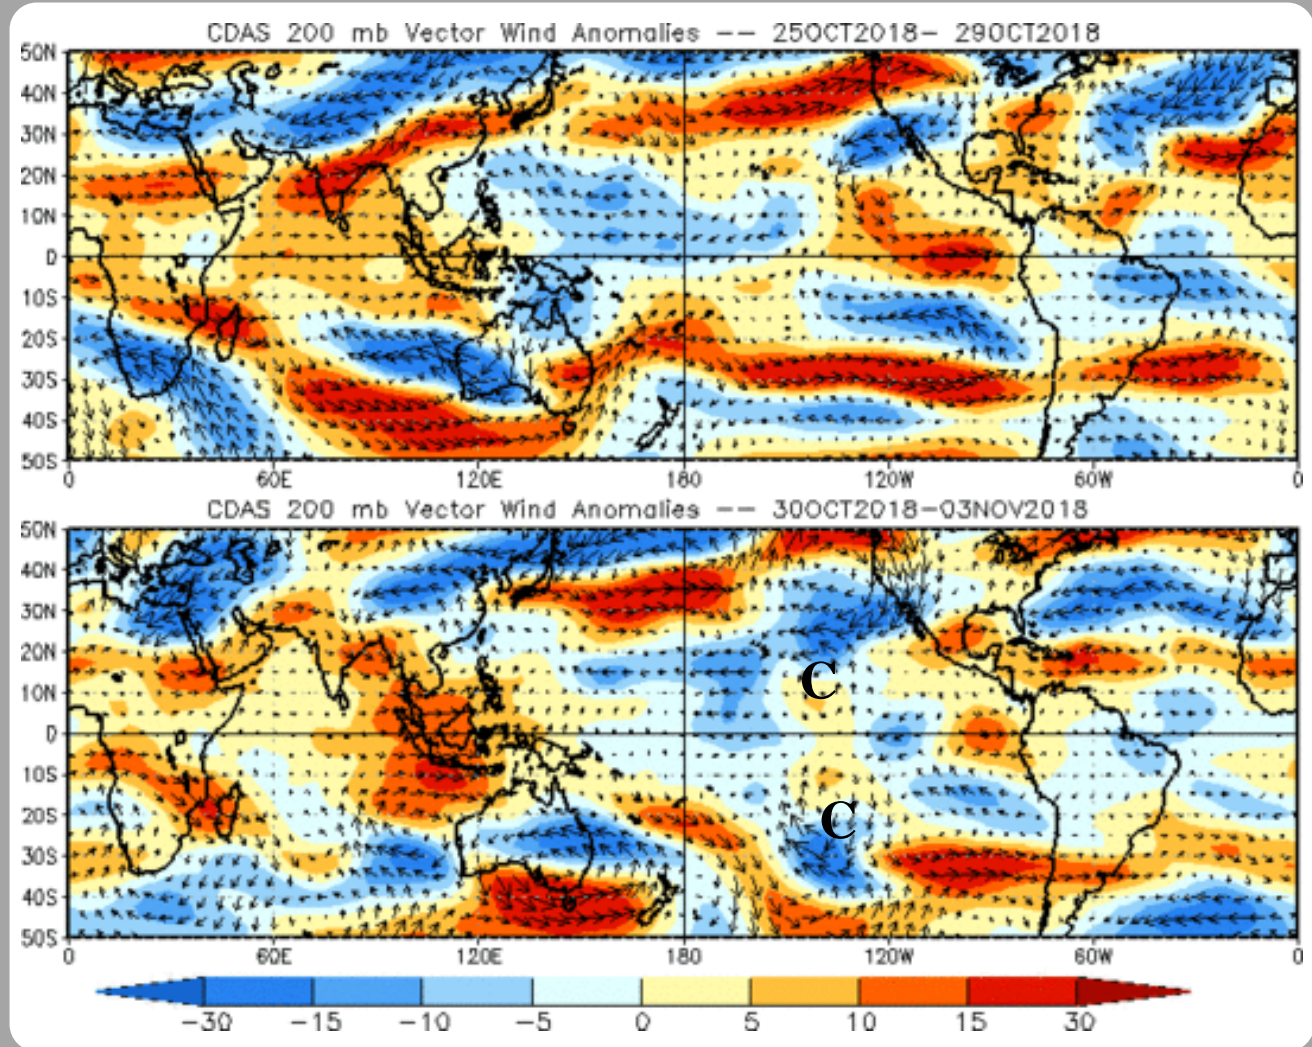 CDAS 200 mb Vector Wind Anomalies -- 25OCT2018- 29OCT2018
50N
40N
30N
20N
10N
0
10S
20S
30S
40S
50S
0 60E 120E 180 120W 60W 0
CDAS 200 mb Vector Wind Anomalies -- 30OCT2018-03NOV2018
50N
40N
30N
20N
C
10N
0
10S
C
20S
30S
40S
50S
0 60E 120E 180 120W 60W 0
-30 -15 -10 -5 0 5 10 15 30